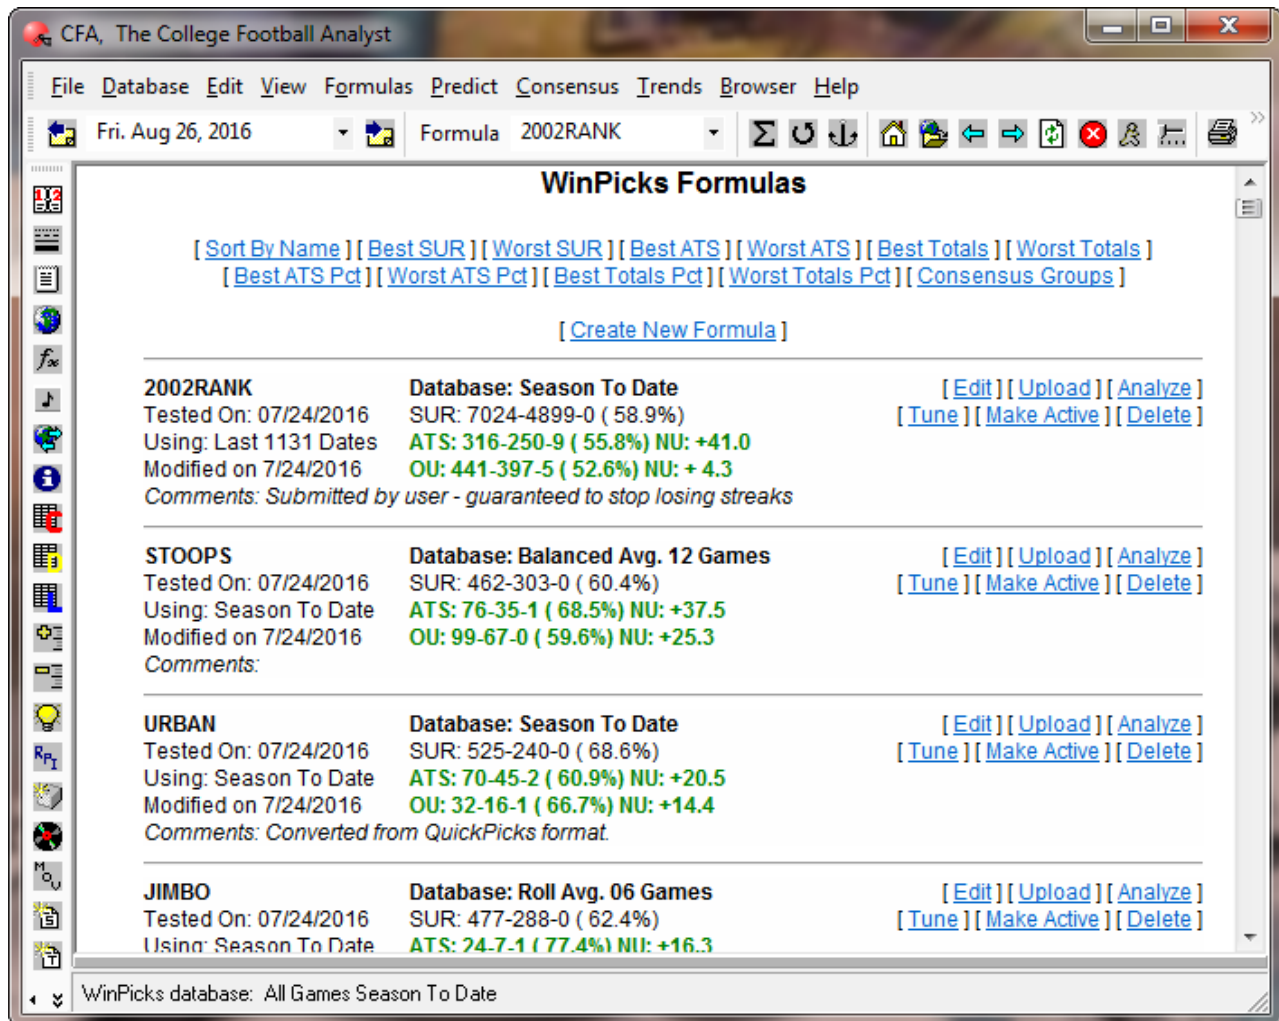 CFA, The College Football Analyst
File Database Edit View Formulas Predict Consensus Trends Browser Help
Fri. Aug 26, 2016 Formula 2002RANK
WinPicks Formulas
[ Sort By Name ] [ Best SUR ] [ Worst SUR ] [ Best ATS ] [ Worst ATS ] [ Best Totals ] [ Worst Totals ]
[ Best ATS Pct ] [ Worst ATS Pct ] [ Best Totals Pct ] [ Worst Totals Pct ] [ Consensus Groups ]
[ Create New Formula ]
2002RANK Database: Season To Date [ Edit ] [ Upload ] [ Analyze ]
Tested On: 07/24/2016 SUR: 7024-4899-0 ( 58.9%) [ Tune ] [ Make Active ] [ Delete ]
Using: Last 1131 Dates ATS: 316-250-9 ( 55.8%) NU: +41.0
Modified on 7/24/2016 OU: 441-397-5 ( 52.6%) NU: + 4.3
Comments: Submitted by user - guaranteed to stop losing streaks
STOOPS Database: Balanced Avg. 12 Games [ Edit ] [ Upload ] [ Analyze ]
Tested On: 07/24/2016 SUR: 462-303-0 ( 60.4%) [ Tune ] [ Make Active ] [ Delete ]
Using: Season To Date ATS: 76-35-1 ( 68.5%) NU: +37.5
Modified on 7/24/2016 OU: 99-67-0 ( 59.6%) NU: +25.3
Comments:
URBAN Database: Season To Date [ Edit ] [ Upload ] [ Analyze ]
Tested On: 07/24/2016 SUR: 525-240-0 ( 68.6%) [ Tune ] [ Make Active ] [ Delete ]
Using: Season To Date ATS: 70-45-2 ( 60.9%) NU: +20.5
Modified on 7/24/2016 OU: 32-16-1 ( 66.7%) NU: +14.4
Comments: Converted from QuickPicks format.
JIMBO Database: Roll Avg. 06 Games [ Edit ] [ Upload ] [ Analyze ]
Tested On: 07/24/2016 SUR: 477-288-0 ( 62.4%) [ Tune ] [ Make Active ] [ Delete ]
Using: Season To Date ATS: 24-7-1 ( 77.4%) NU: +16.3
WinPicks database: All Games Season To Date